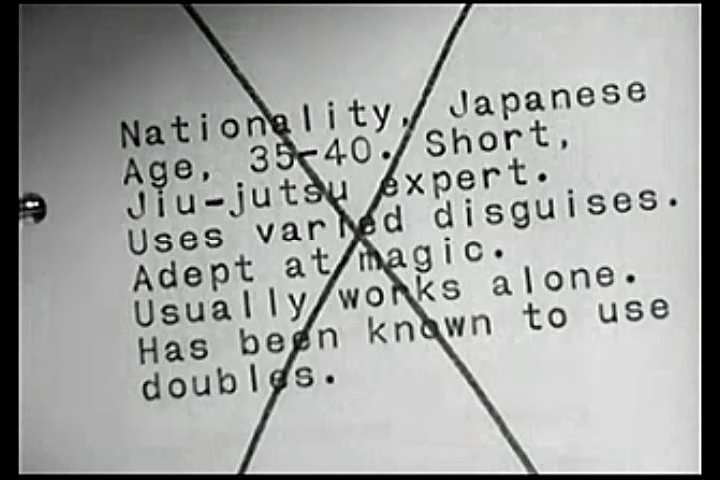 Nationality, Japanese
Age, 35-40. Short,
Jiu-jutsu expert.
Uses varied disguises.
Adept at magic.
Usually works alone.
Has been known to use
doubles.